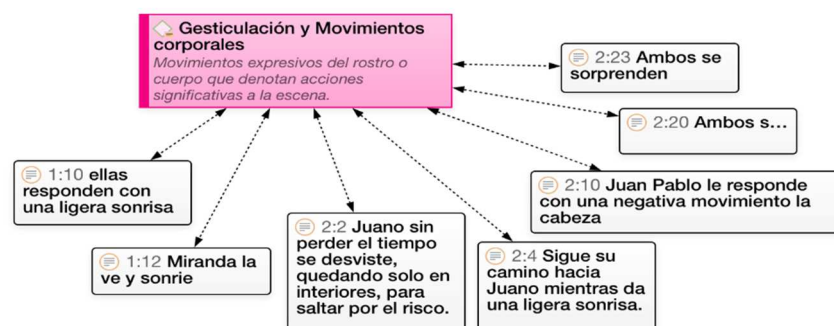 Gesticulación y Movimientos
corporales
Movimientos expresivos del rostro o
cuerpo que denotan acciones
significativas a la escena.
2:23 Ambos se
sorprenden
2:20 Ambos s...
2:10 Juan Pablo le responde
con una negativa movimiento la
cabeza
1:10 ellas
responden con
una ligera sonrisa
1:12 Miranda la
ve y sonrie
2:2 Juano sin
perder el tiempo
se desviste,
quedando solo en
interiores, para
saltar por el risco.
2:4 Sigue su
camino hacia
Juano mientras da
una ligera sonrisa.